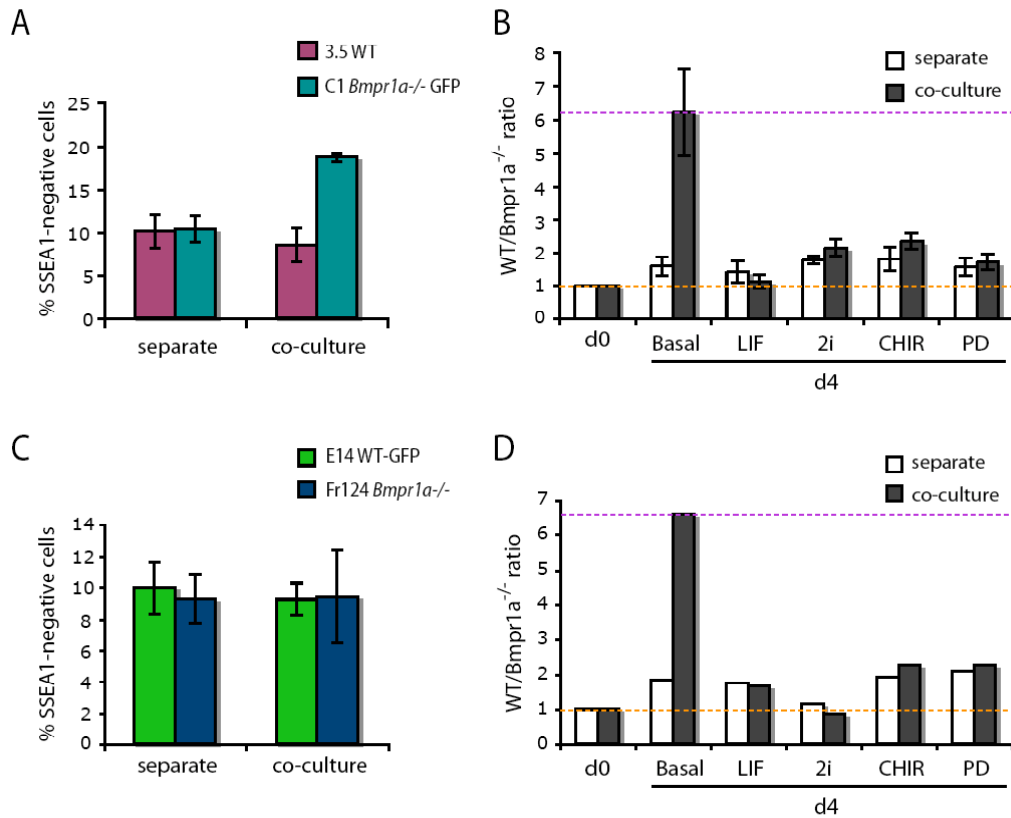 A
3.5 WT
C1 Bmpr1a-/- GFP
% SSEA1-negative cells
25
20
15
10
5
0
separate
co-culture
B
separate
co-culture
WT/Bmpr1a-/- ratio
8
7
6
5
4
3
2
1
0
d0
Basal
LIF
2i
CHIR
PD
d4
C
E14 WT-GFP
Fr124 Bmpr1a-/-
% SSEA1-negative cells
14
12
10
8
6
4
2
0
separate
co-culture
D
separate
co-culture
WT/Bmpr1a-/- ratio
7
6
5
4
3
2
1
0
d0
Basal
LIF
2i
CHIR
PD
d4